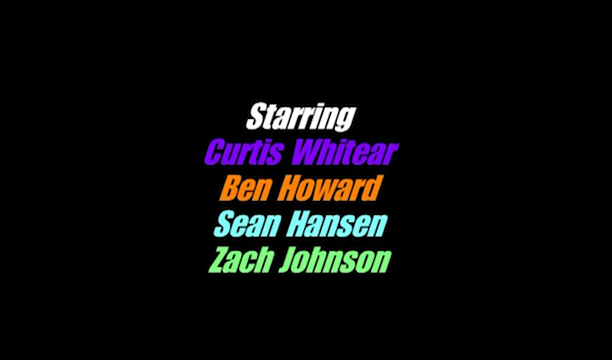 Starring
Curtis Whitear
Ben Howard
Sean Hansen
Zach Johnson